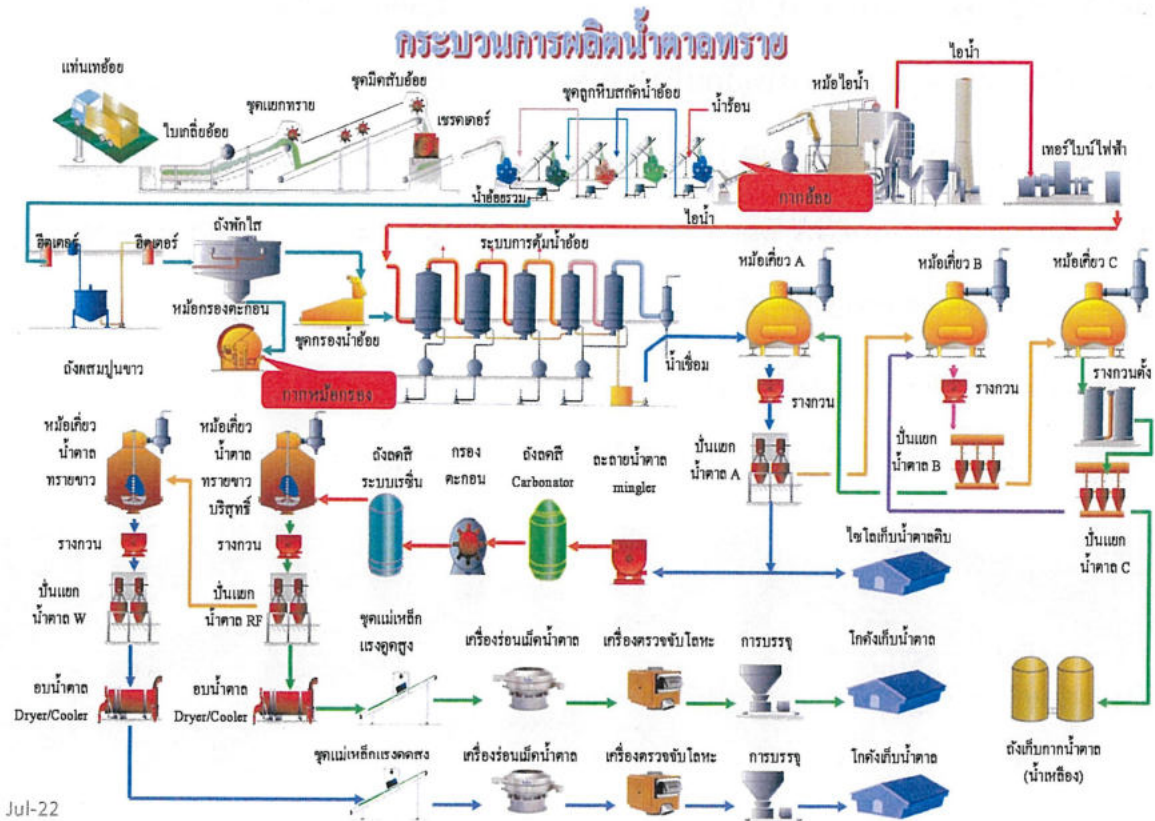 กระบวนการผลิตน้ำตาลทราย
แท่นเทอ้อย
ใบเกลี่ยอ้อย
ชุดแยกทราย
ชุดมีดสับอ้อย
เชรดเดอร์
ชุดลูกหีบสกัดน้ำอ้อย
น้ำร้อน
หม้อไอน้ำ
ไอน้ำ
เทอร์ไบน์ไฟฟ้า
น้ำอ้อยรวม
กากอ้อย
ไอน้ำ
ฮีตเตอร์
ฮีตเตอร์
ถังพักใส
ระบบการต้มน้ำอ้อย
หม้อเคี่ยว A
หม้อเคี่ยว B
หม้อเคี่ยว C
หม้อกรองตะกอน
ชุดกรองน้ำอ้อย
น้ำเชื่อม
ถังผสมปูนขาว
กากหม้อกรอง
รางกวน
รางกวน
รางกวนตั้ง
หม้อเคี่ยว
น้ำตาล
ทรายขาว
หม้อเคี่ยว
น้ำตาล
ทรายขาว
บริสุทธิ์
ถังลดสี
ระบบเรซิ่น
กรอง
ตะกอน
ถังลดสี
Carbonator
ละลายน้ำตาล
mingler
ปั่นแยก
น้ำตาล A
ปั่นแยก
น้ำตาล B
ปั่นแยก
น้ำตาล C
รางกวน
รางกวน
ไซโลเก็บน้ำตาลดิบ
ปั่นแยก
น้ำตาล W
ปั่นแยก
น้ำตาล RF
ชุดแม่เหล็ก
แรงดูดสูง
เครื่องร่อนเม็ดน้ำตาล
เครื่องตรวจจับโลหะ
การบรรจุ
โกดังเก็บน้ำตาล
อบน้ำตาล
Dryer/Cooler
อบน้ำตาล
Dryer/Cooler
ชุดแม่เหล็กแรงดูดสูง
เครื่องร่อนเม็ดน้ำตาล
เครื่องตรวจจับโลหะ
การบรรจุ
โกดังเก็บน้ำตาล
ถังเก็บกากน้ำตาล
(น้ำเหลือง)
Jul-22